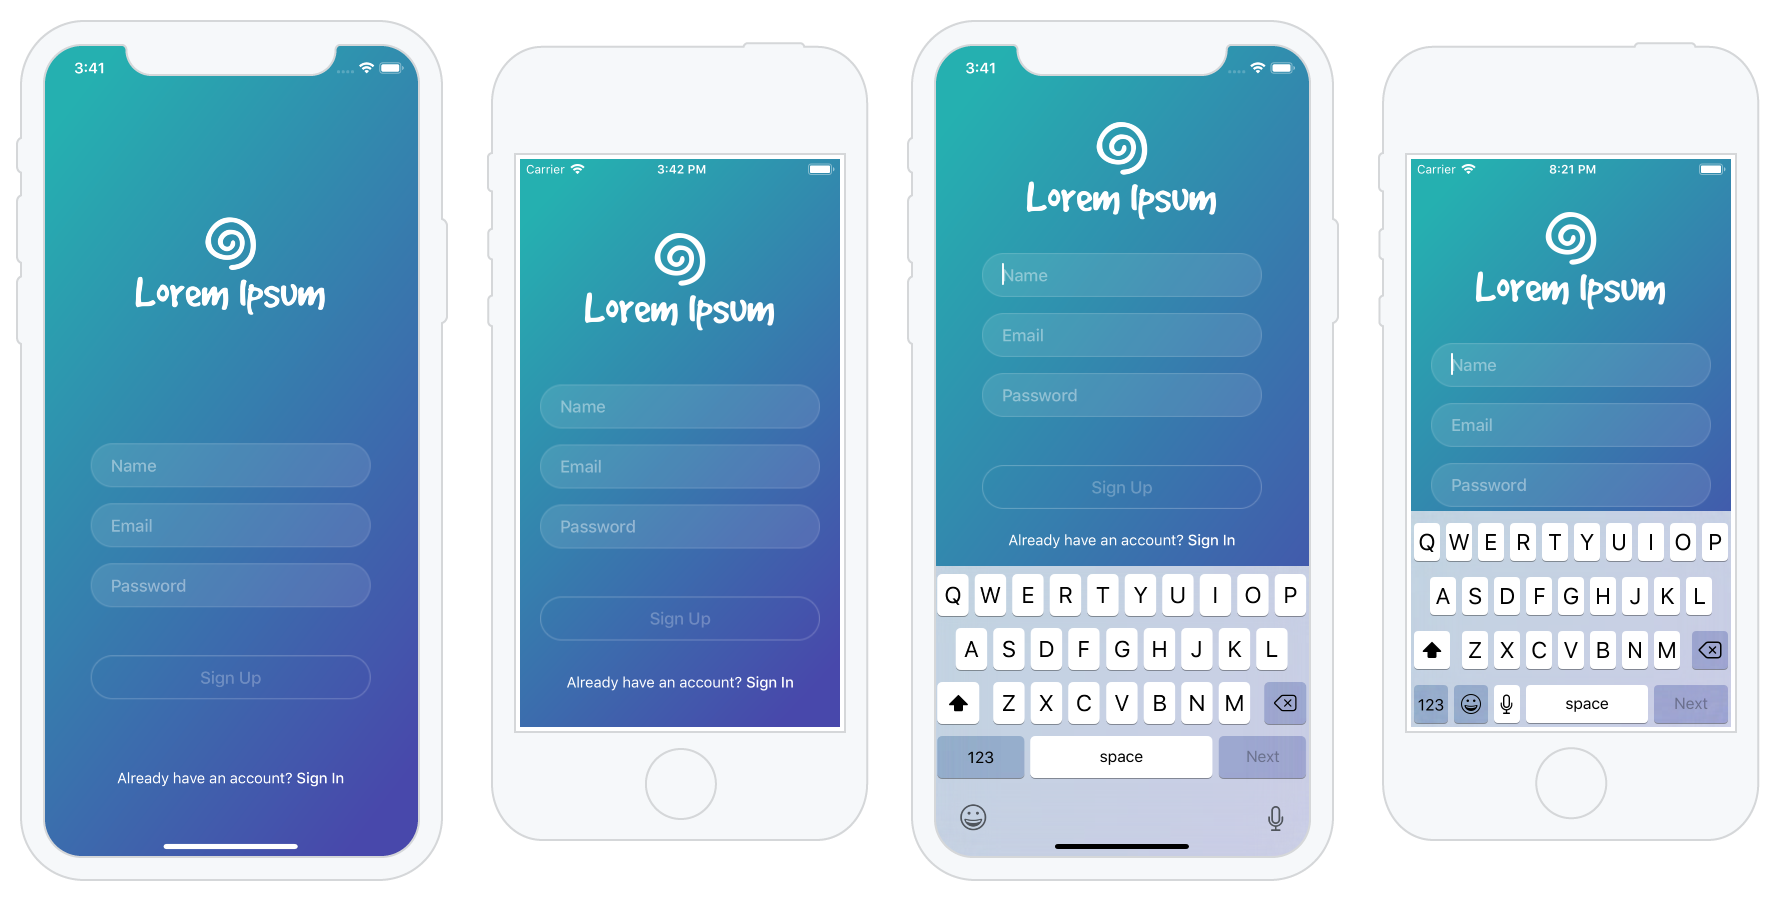 3:41
Lorem Ipsum
Name
Email
Password
Sign Up
Already have an account? Sign In
Carrier 3:42 PM
Lorem Ipsum
Name
Email
Password
Sign Up
Already have an account? Sign In
3:41
Lorem Ipsum
Name
Email
Password
Sign Up
Already have an account? Sign In
Q W E R T Y U I O P
A S D F G H J K L
Z X C V B N M
123 space Next
Carrier 8:21 PM
Lorem Ipsum
Name
Email
Password
Q W E R T Y U I O P
A S D F G H J K L
Z X C V B N M
123 space Next